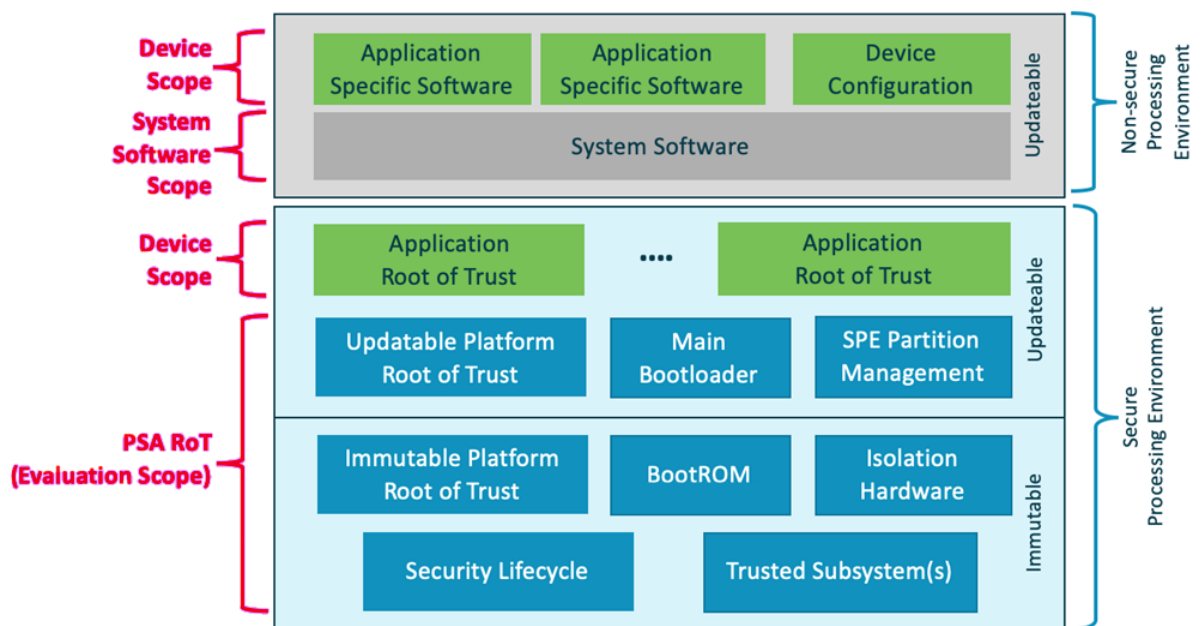 Device
Scope
Application
Specific Software
Application
Specific Software
Device
Configuration
Updateable
Non-secure
Processing
Environment
System
Software
Scope
System Software
Device
Scope
Application
Root of Trust
....
Application
Root of Trust
Updateable
Secure
Processing Environment
Updatable Platform
Root of Trust
Main
Bootloader
SPE Partition
Management
PSA RoT
(Evaluation Scope)
Immutable Platform
Root of Trust
BootROM
Isolation
Hardware
Immutable
Security Lifecycle
Trusted Subsystem(s)